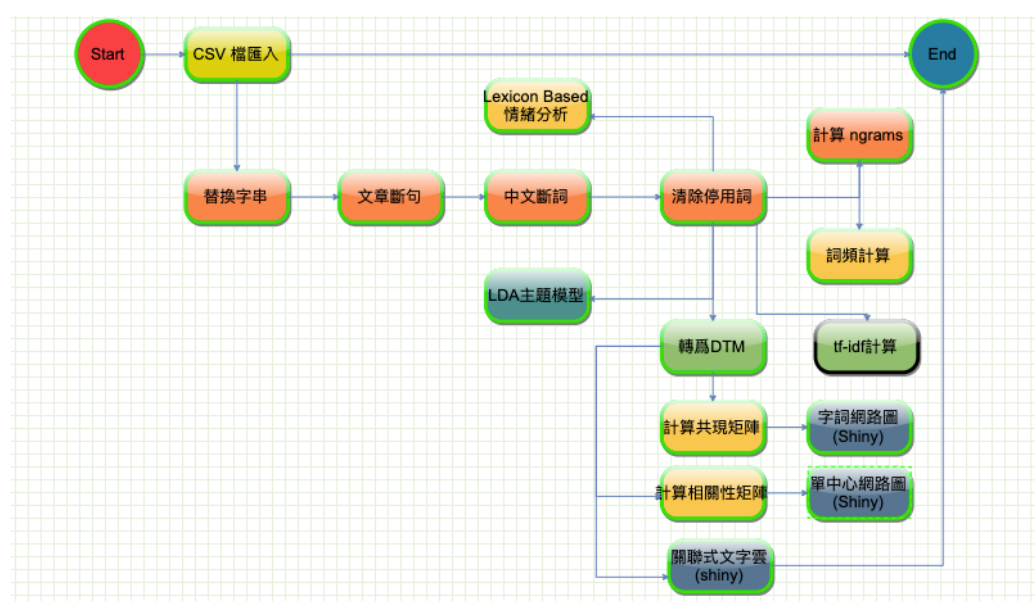 Start
CSV 檔匯入
End
Lexicon Based
情緒分析
計算 ngrams
替換字串
文章斷句
中文斷詞
清除停用詞
詞頻計算
LDA主題模型
轉爲DTM
tf-idf計算
計算共現矩陣
字詞網路圖
(Shiny)
計算相關性矩陣
單中心網路圖
(Shiny)
關聯式文字雲
(shiny)